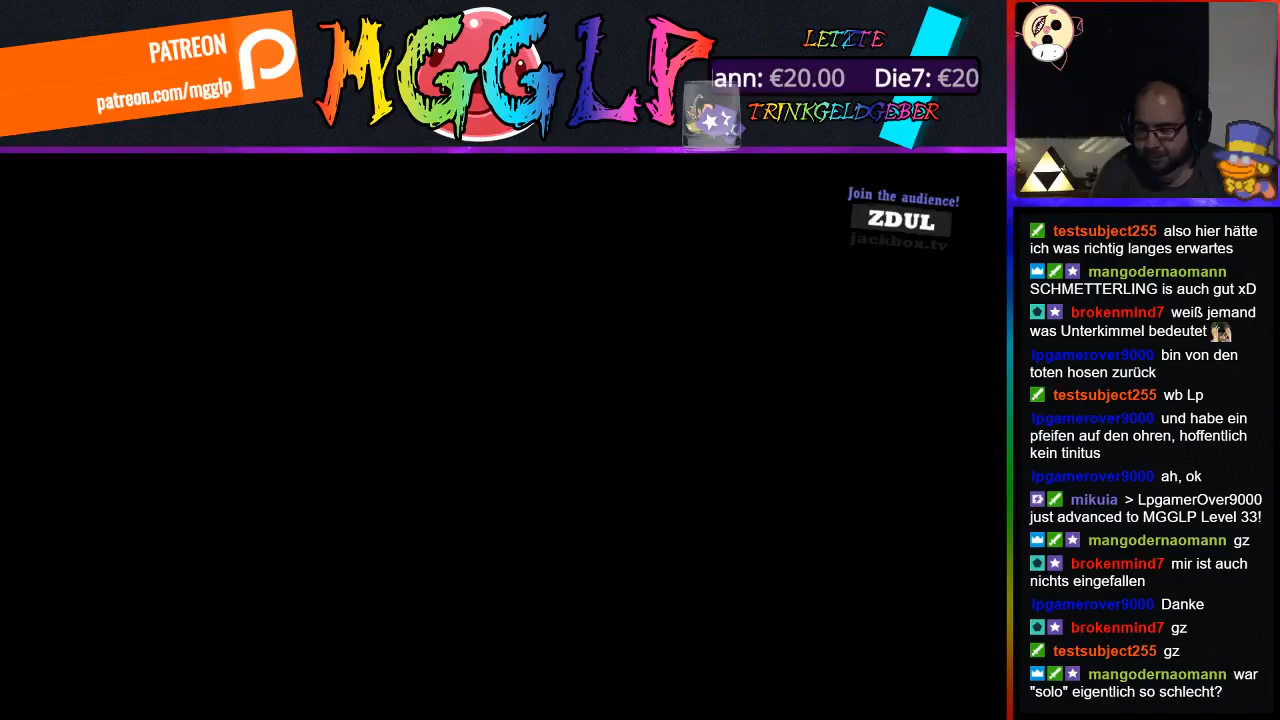 PATREON
patreon.com/mgglp
MGGLP
LETZTE
ann: €20.00 Die7: €20
TRINKGELDGEBER
Join the audience!
ZDUL
jackbox.tv
testsubject255 also hier hätte
ich was richtig langes erwartes
mangodernaomann
SCHMETTERLING is auch gut xD
brokenmind7 weiß jemand
was Unterkimmel bedeutet
lpgamerover9000 bin von den
toten hosen zurück
testsubject255 wb Lp
lpgamerover9000 und habe ein
pfeifen auf den ohren, hoffentlich
kein tinitus
lpgamerover9000 ah, ok
mikuia > LpgamerOver9000
just advanced to MGGLP Level 33!
mangodernaomann gz
brokenmind7 mir ist auch
nichts eingefallen
lpgamerover9000 Danke
brokenmind7 gz
testsubject255 gz
mangodernaomann war
"solo" eigentlich so schlecht?